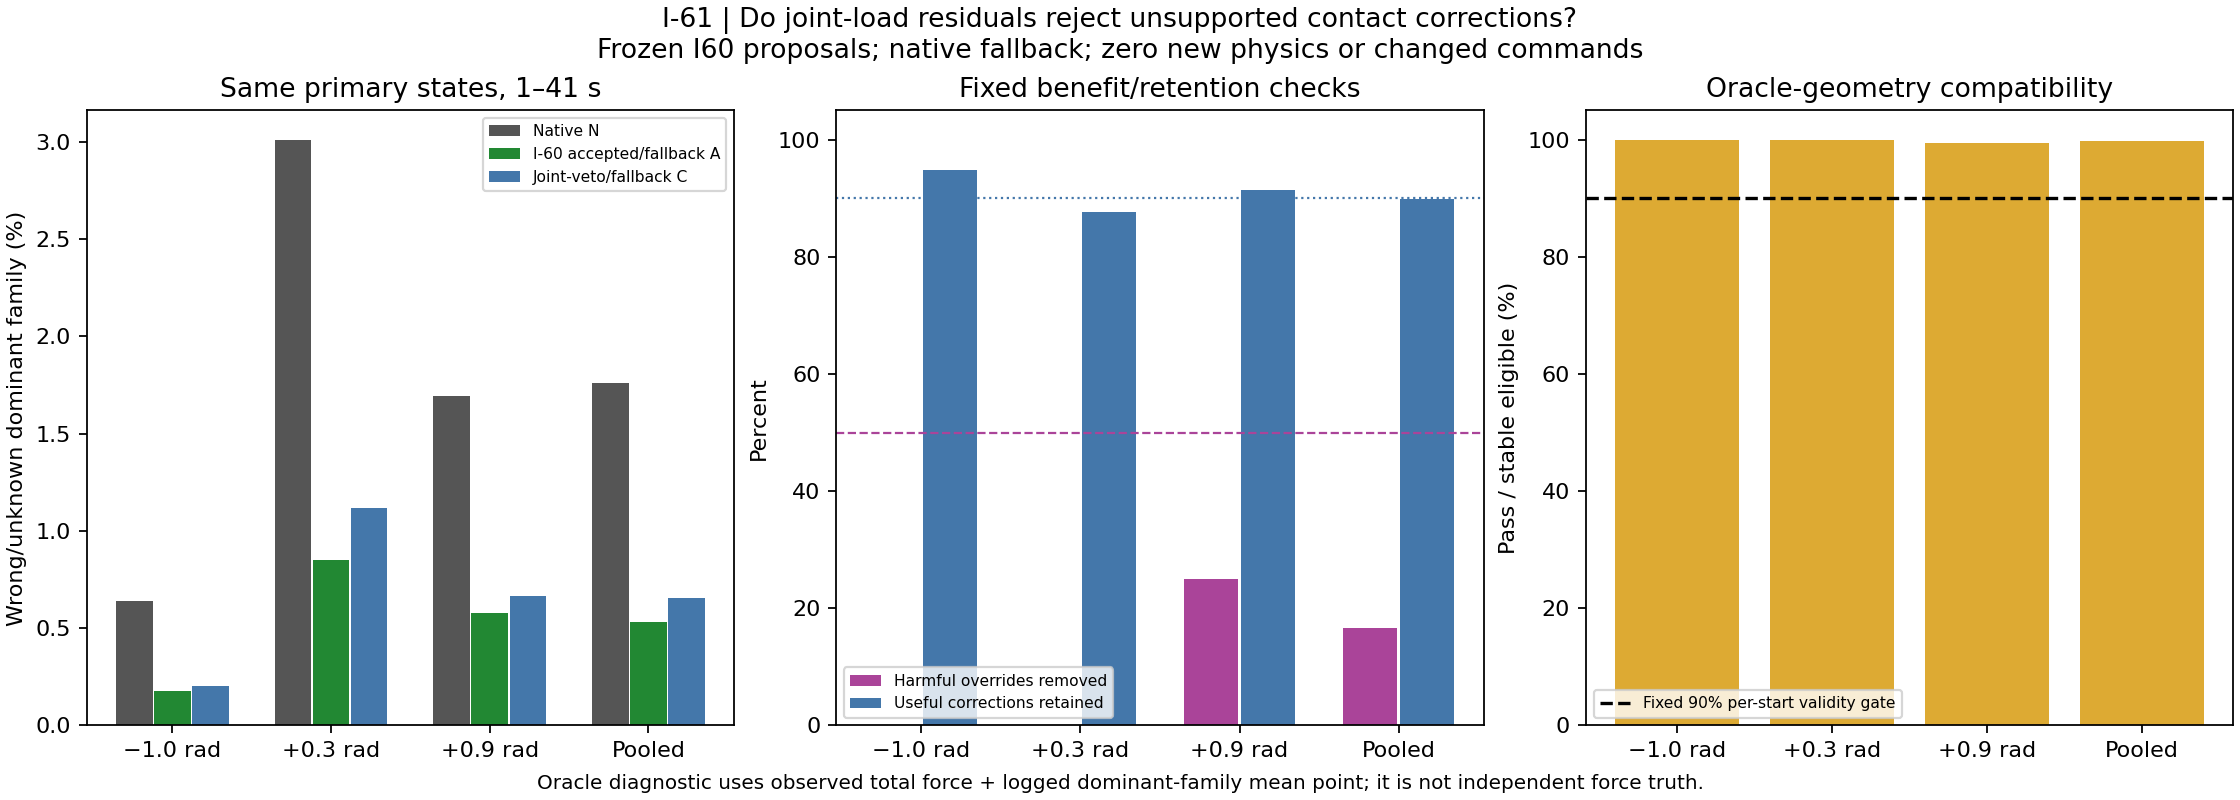 I-61 | Do joint-load residuals reject unsupported contact corrections?
Frozen I60 proposals; native fallback; zero new physics or changed commands
Same primary states, 1–41 s
Wrong/unknown dominant family (%)
3.0
2.5
2.0
1.5
1.0
0.5
0.0
Native N
I-60 accepted/fallback A
Joint-veto/fallback C
−1.0 rad
+0.3 rad
+0.9 rad
Pooled
Fixed benefit/retention checks
Percent
100
80
60
40
20
0
Harmful overrides removed
Useful corrections retained
−1.0 rad
+0.3 rad
+0.9 rad
Pooled
Oracle-geometry compatibility
Pass / stable eligible (%)
100
80
60
40
20
0
Fixed 90% per-start validity gate
−1.0 rad
+0.3 rad
+0.9 rad
Pooled
Oracle diagnostic uses observed total force + logged dominant-family mean point; it is not independent force truth.